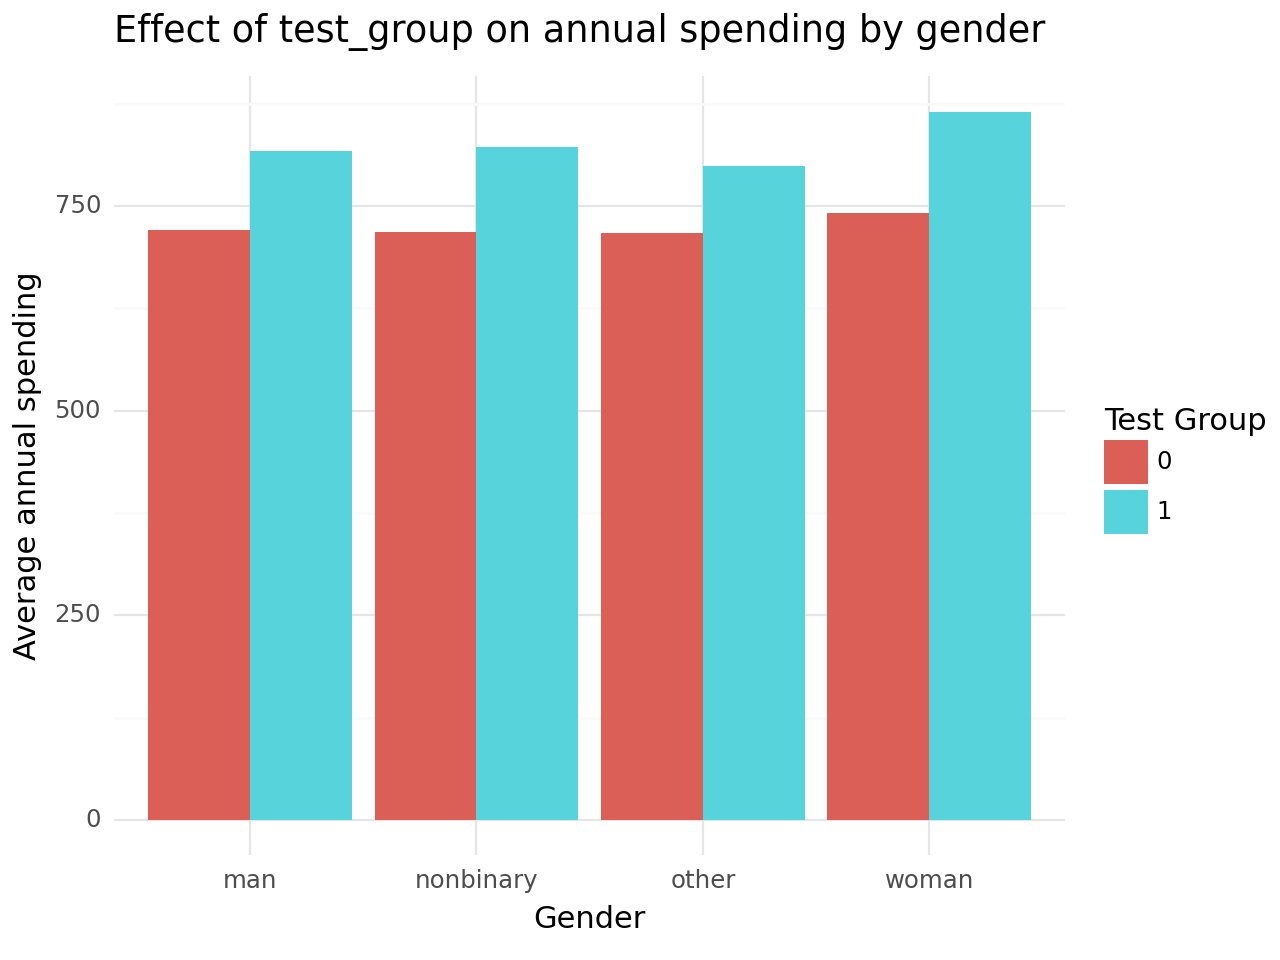 Effect of test_group on annual spending by gender
Average annual spending
750
500
250
0
man
nonbinary
other
woman
Gender
Test Group
0
1